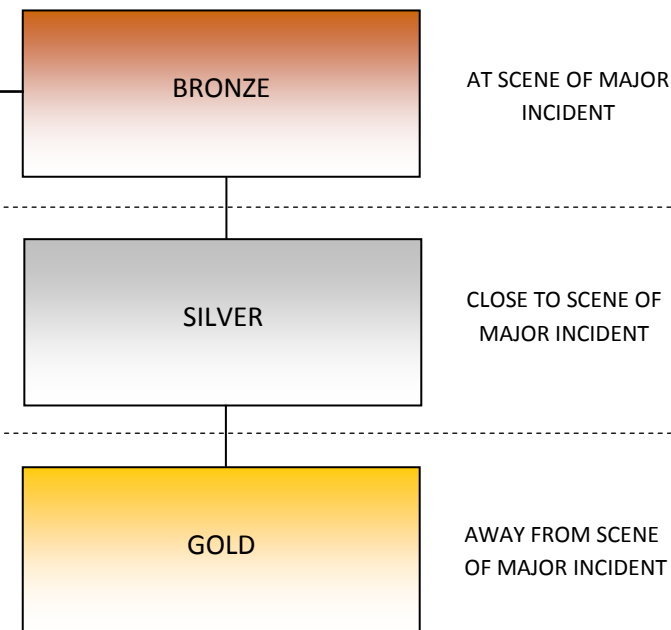 BRONZE
AT SCENE OF MAJOR
INCIDENT
SILVER
CLOSE TO SCENE OF
MAJOR INCIDENT
GOLD
AWAY FROM SCENE
OF MAJOR INCIDENT